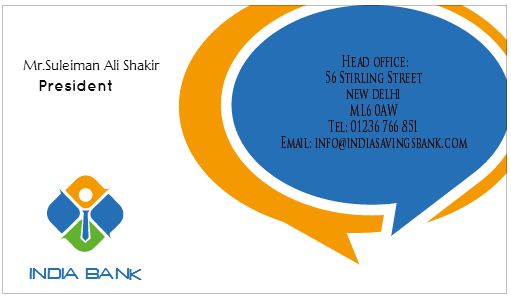 Mr.Suleiman Ali Shakir
President
Head office:
56 Stirling Street
new delhi
ML6 0AW
Tel: 01236 766 851
Email: info@indiasavingsbank.com
INDIA BANK